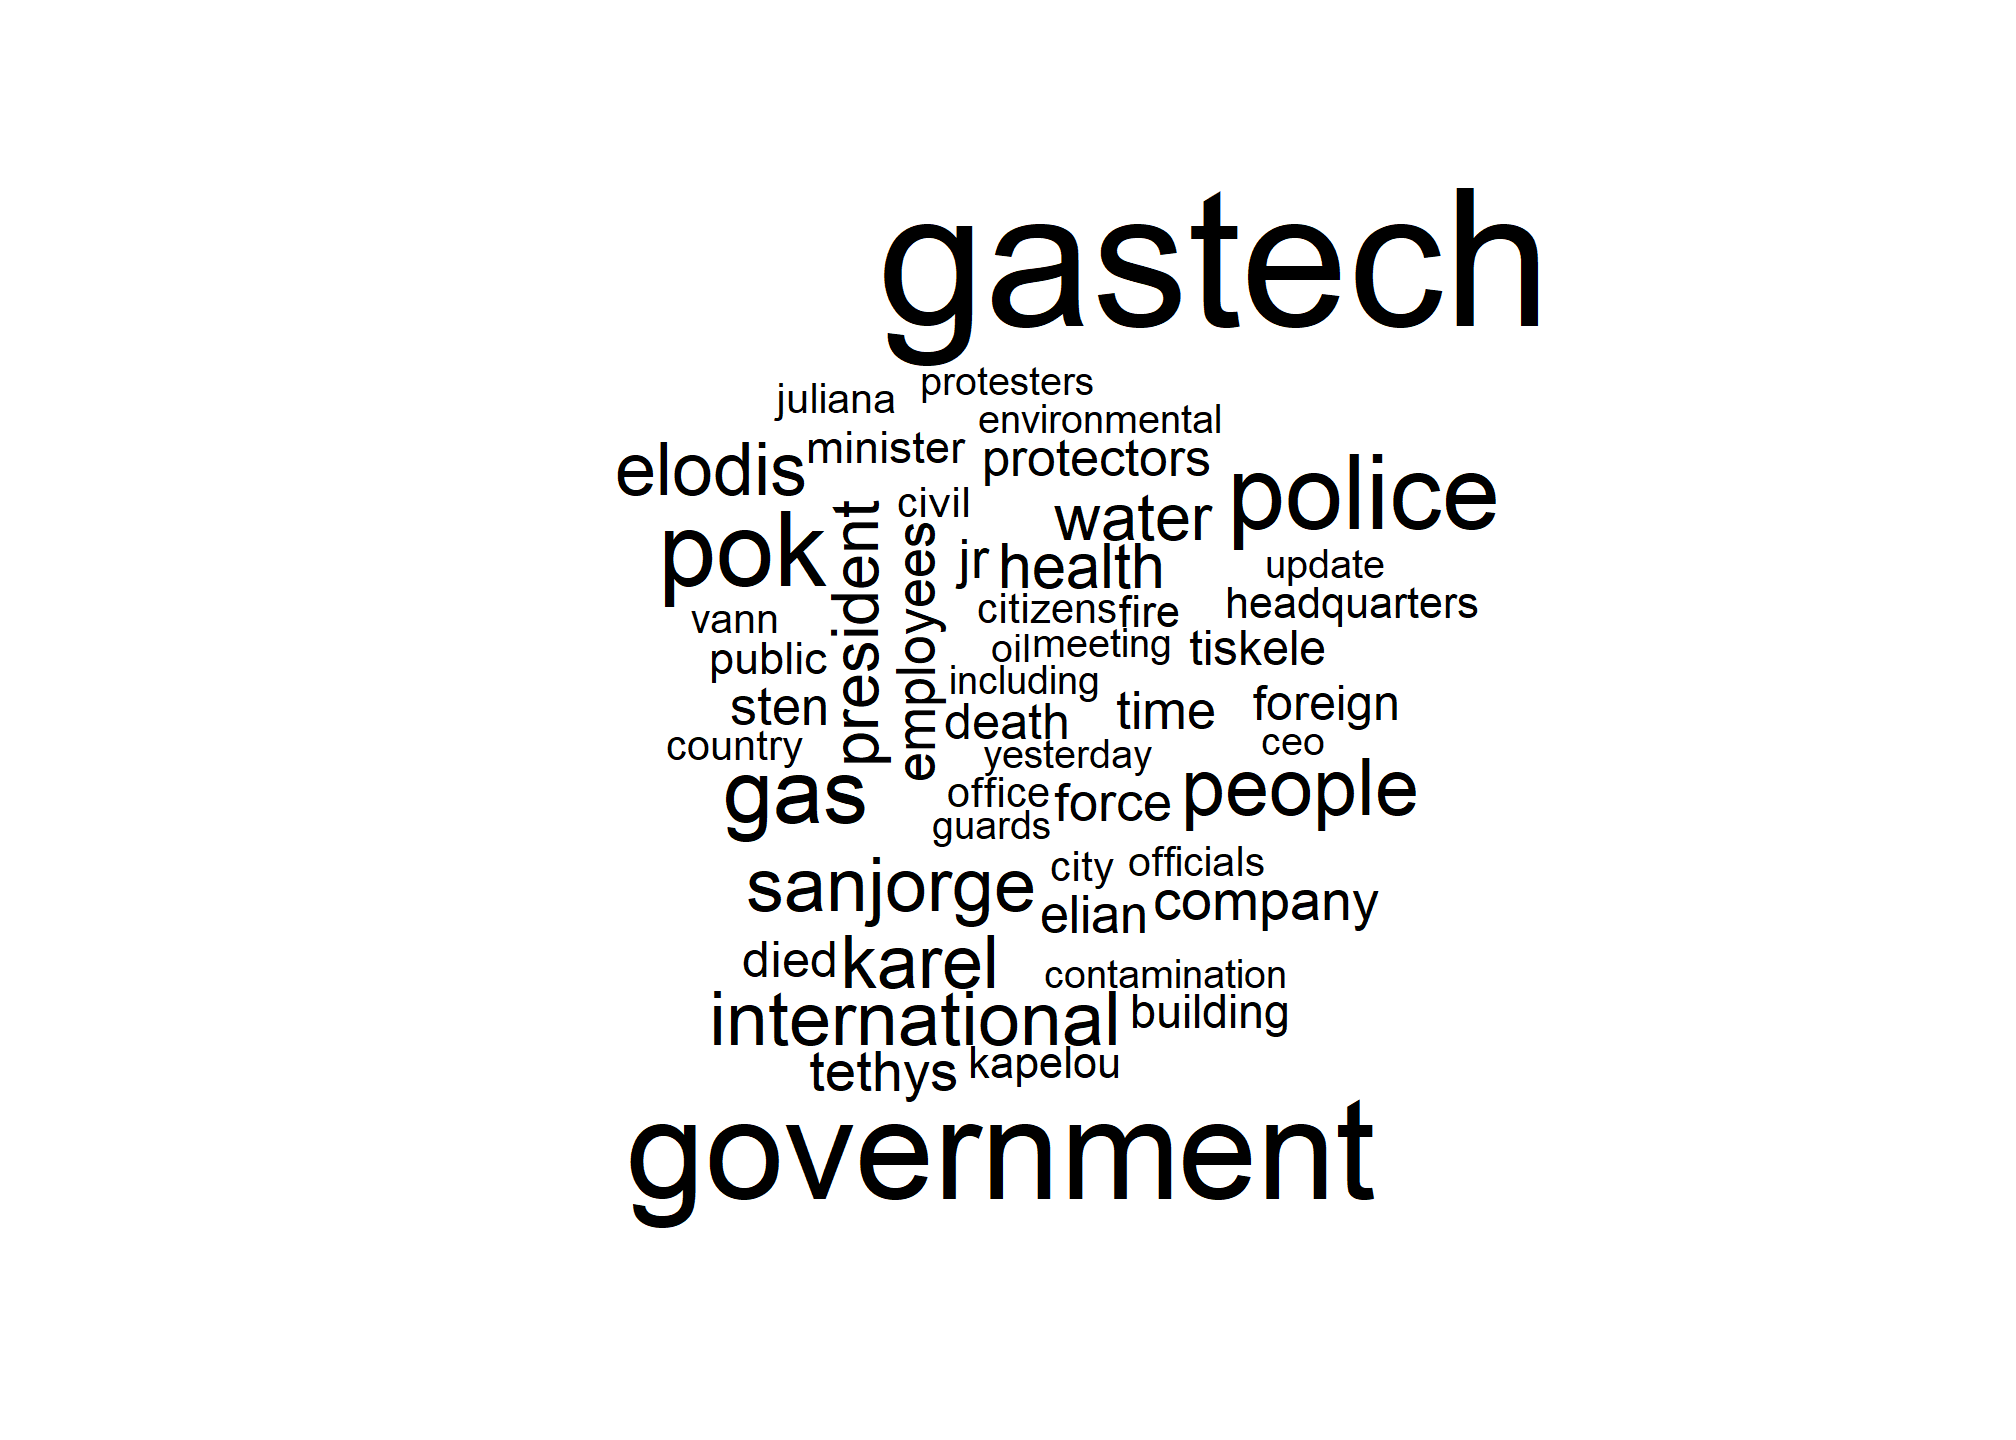 gastech
protesters
juliana
environmental
minister
protectors
elodis
police
civil
water
pok
president
employees
jr
health
update
citizens
fire
headquarters
vann
oil
meeting
tiskele
public
including
sten
death
time
foreign
country
yesterday
ceo
gas
office
force
people
guards
sanjorge
city
officials
elian
company
died
karel
contamination
international
building
tethys
kapelou
government